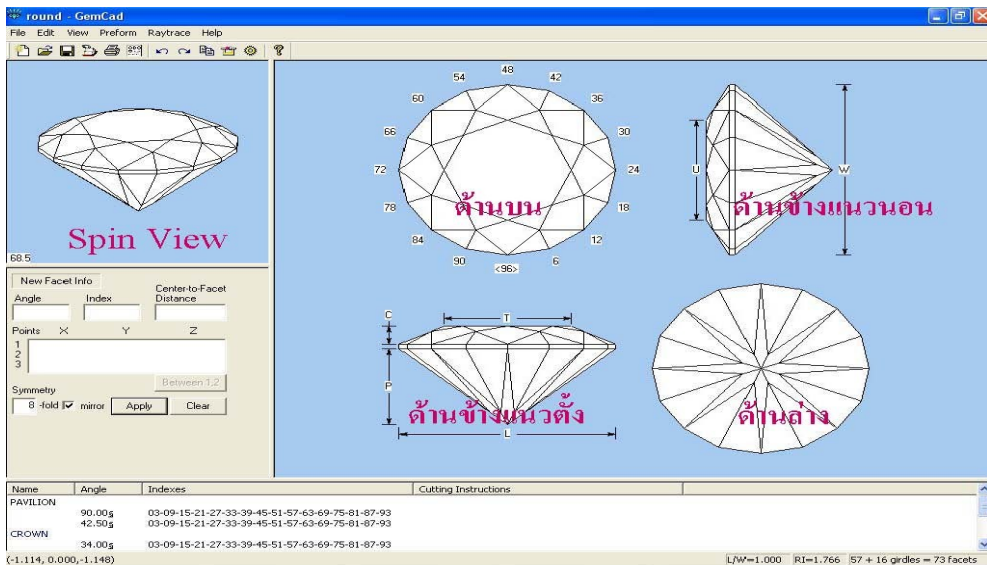 round - GemCad
File Edit View Preform Raytrace Help
48
54 42
60 36
66 30
72 24
78 18
84 12
90 6
<96>
ด้านบน
U W
ด้านข้างแนวนอน
Spin View
68.5
New Facet Info
Angle Index Center-to-Facet Distance
Points X Y Z
1
2
3
Between 1,2
Symmetry
8 -fold mirror Apply Clear
C T
P
L
ด้านข้างแนวตั้ง
ด้านล่าง
Name Angle Indexes Cutting Instructions
PAVILION
90.00g 03-09-15-21-27-33-39-45-51-57-63-69-75-81-87-93
42.50g 03-09-15-21-27-33-39-45-51-57-63-69-75-81-87-93
CROWN
34.00g 03-09-15-21-27-33-39-45-51-57-63-69-75-81-87-93
(-1.114, 0.000,-1.148) L/W=1.000 RI=1.766 57 + 16 girdles = 73 facets